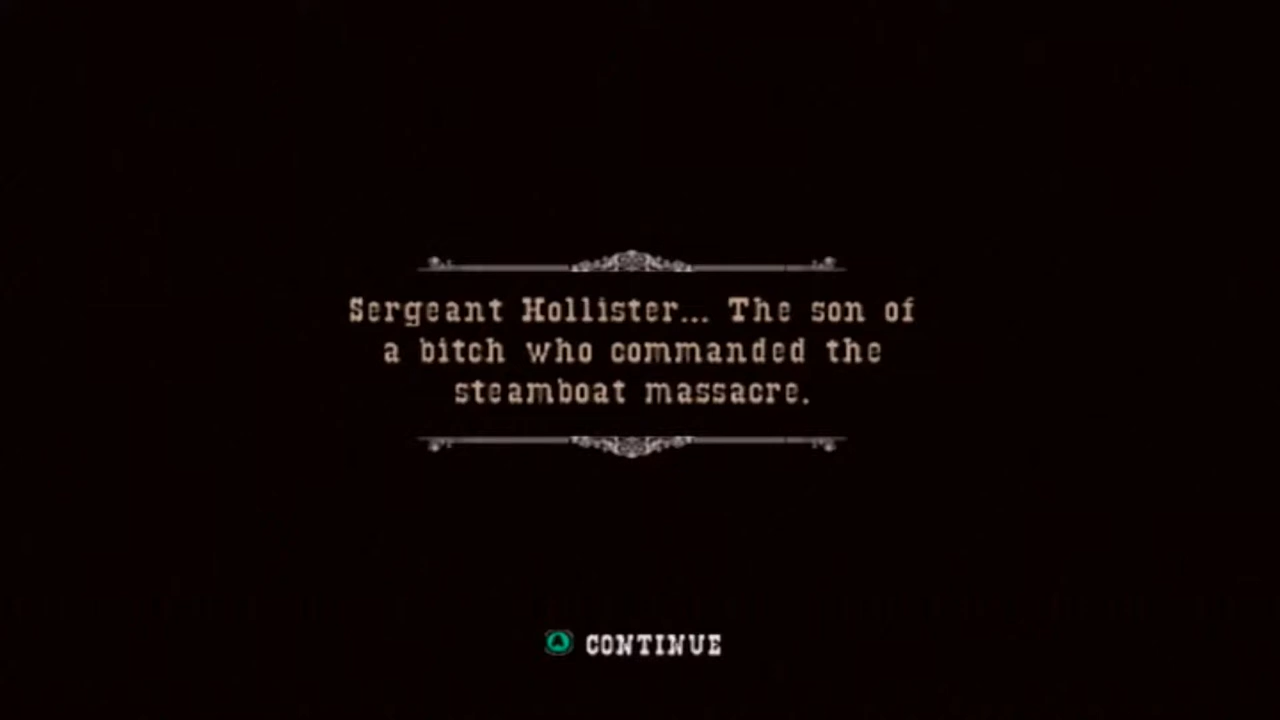 Sergeant Hollister... The son of
a bitch who commanded the
steamboat massacre.
A CONTINUE